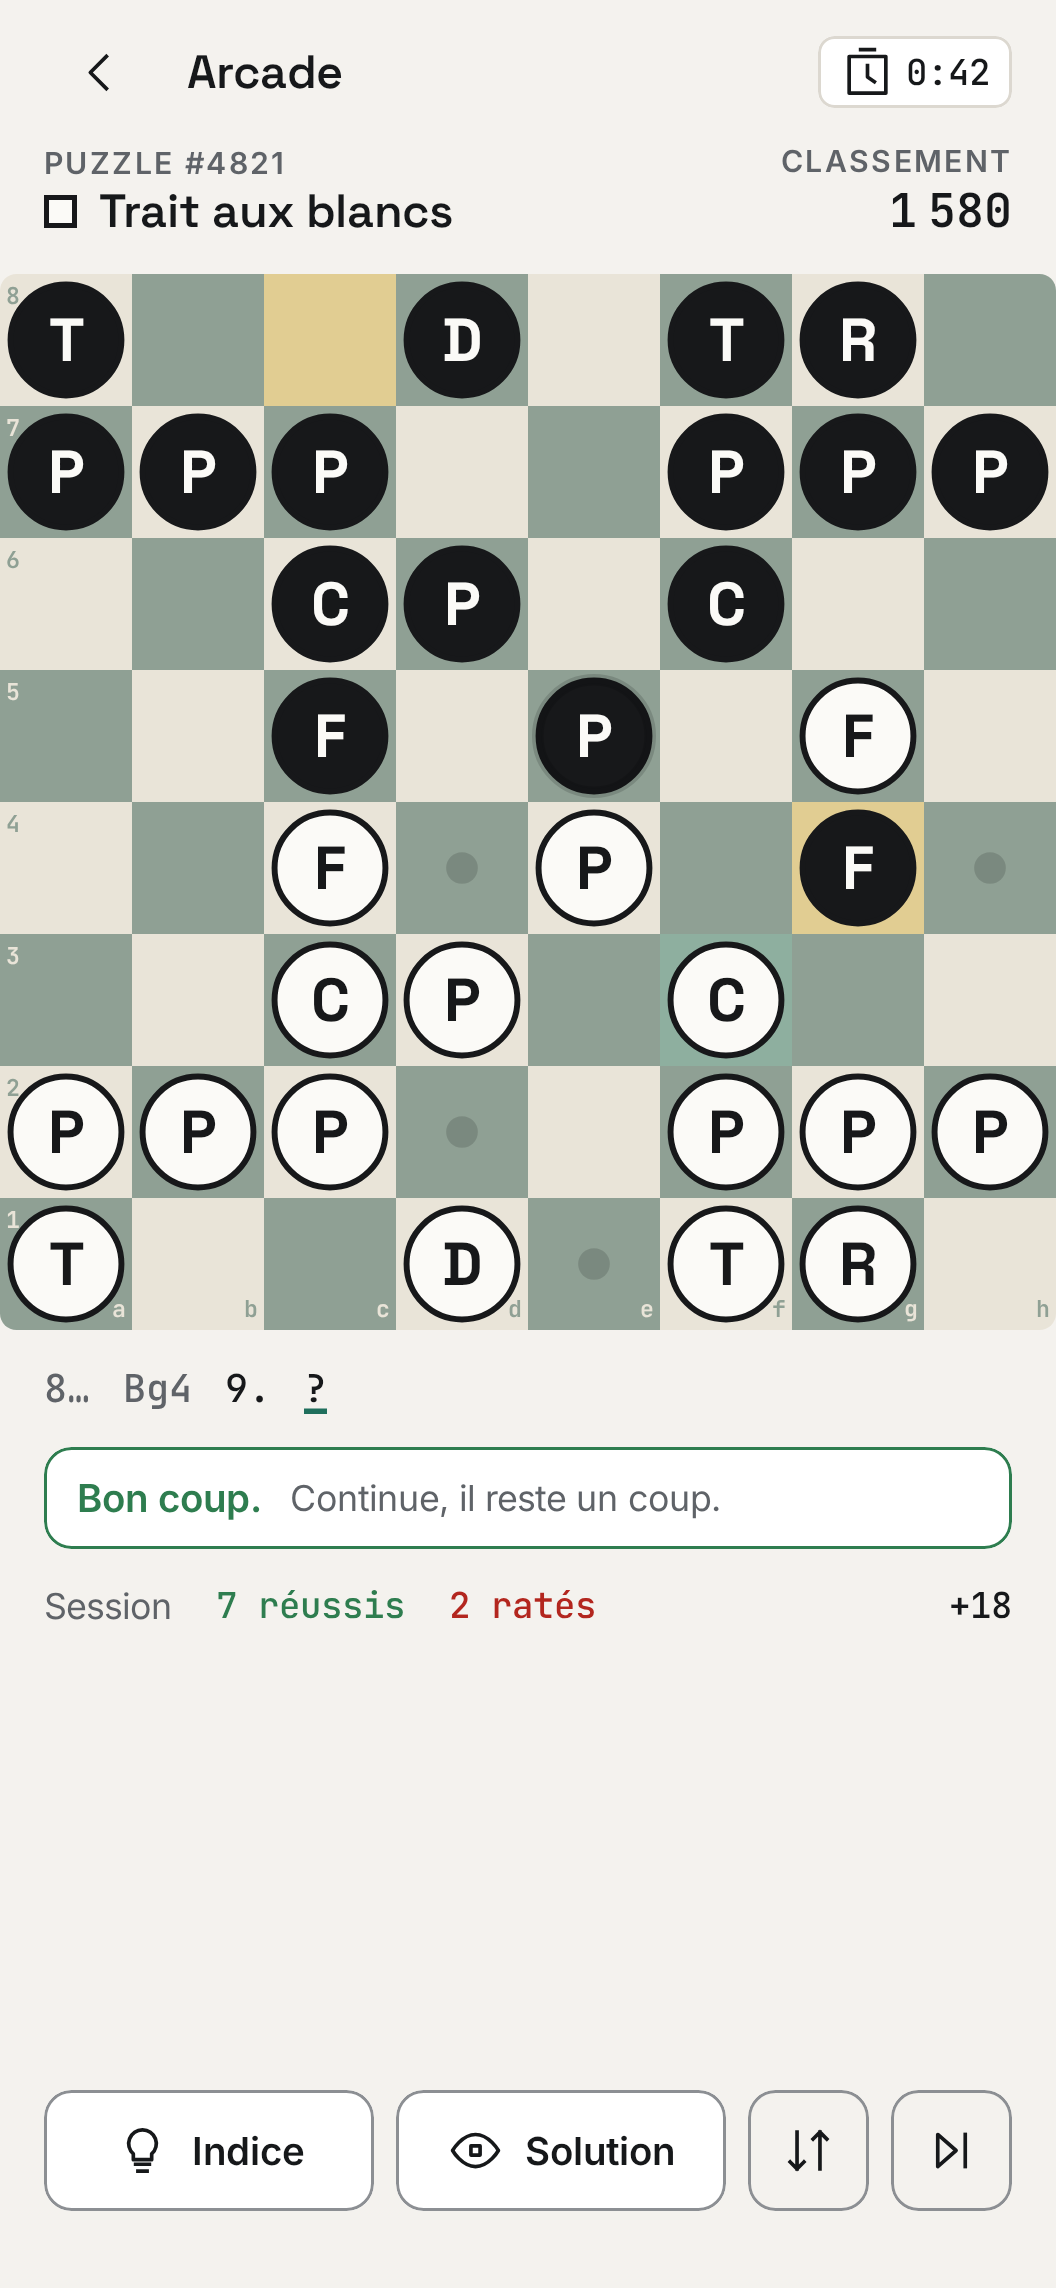 Arcade
0:42
PUZZLE #4821
CLASSEMENT
Trait aux blancs
1 580
8 T D T R
7 P P P P P P
6 C P C
5 F P F
4 F P F
3 C P C
2 P P P P P P
1 T D T R
a b c d e f g h
8… Bg4 9. ?
Bon coup. Continue, il reste un coup.
Session 7 réussis 2 ratés +18
Indice
Solution